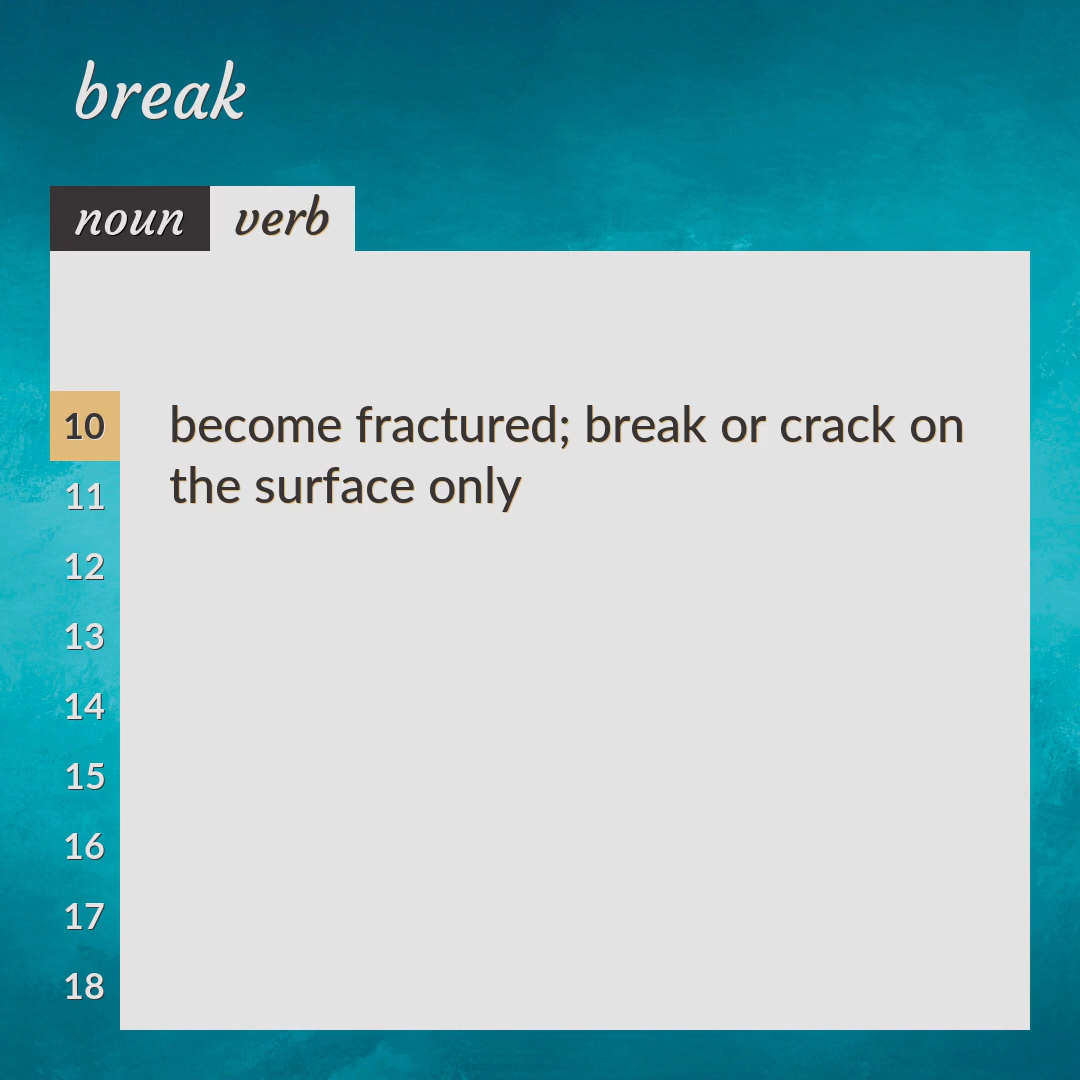 break
noun verb
10 become fractured; break or crack on
the surface only
11
12
13
14
15
16
17
18